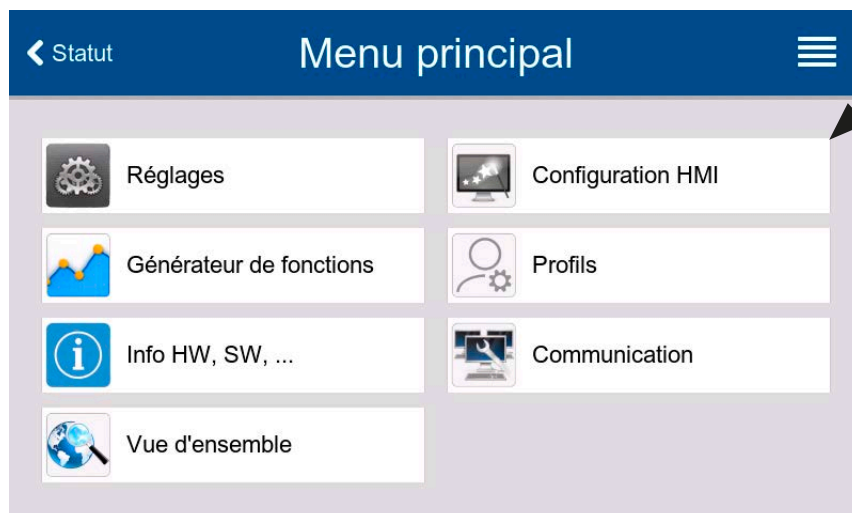 Statut
Menu principal
Réglages
Configuration HMI
Générateur de fonctions
Profils
Info HW, SW, ...
Communication
Vue d'ensemble